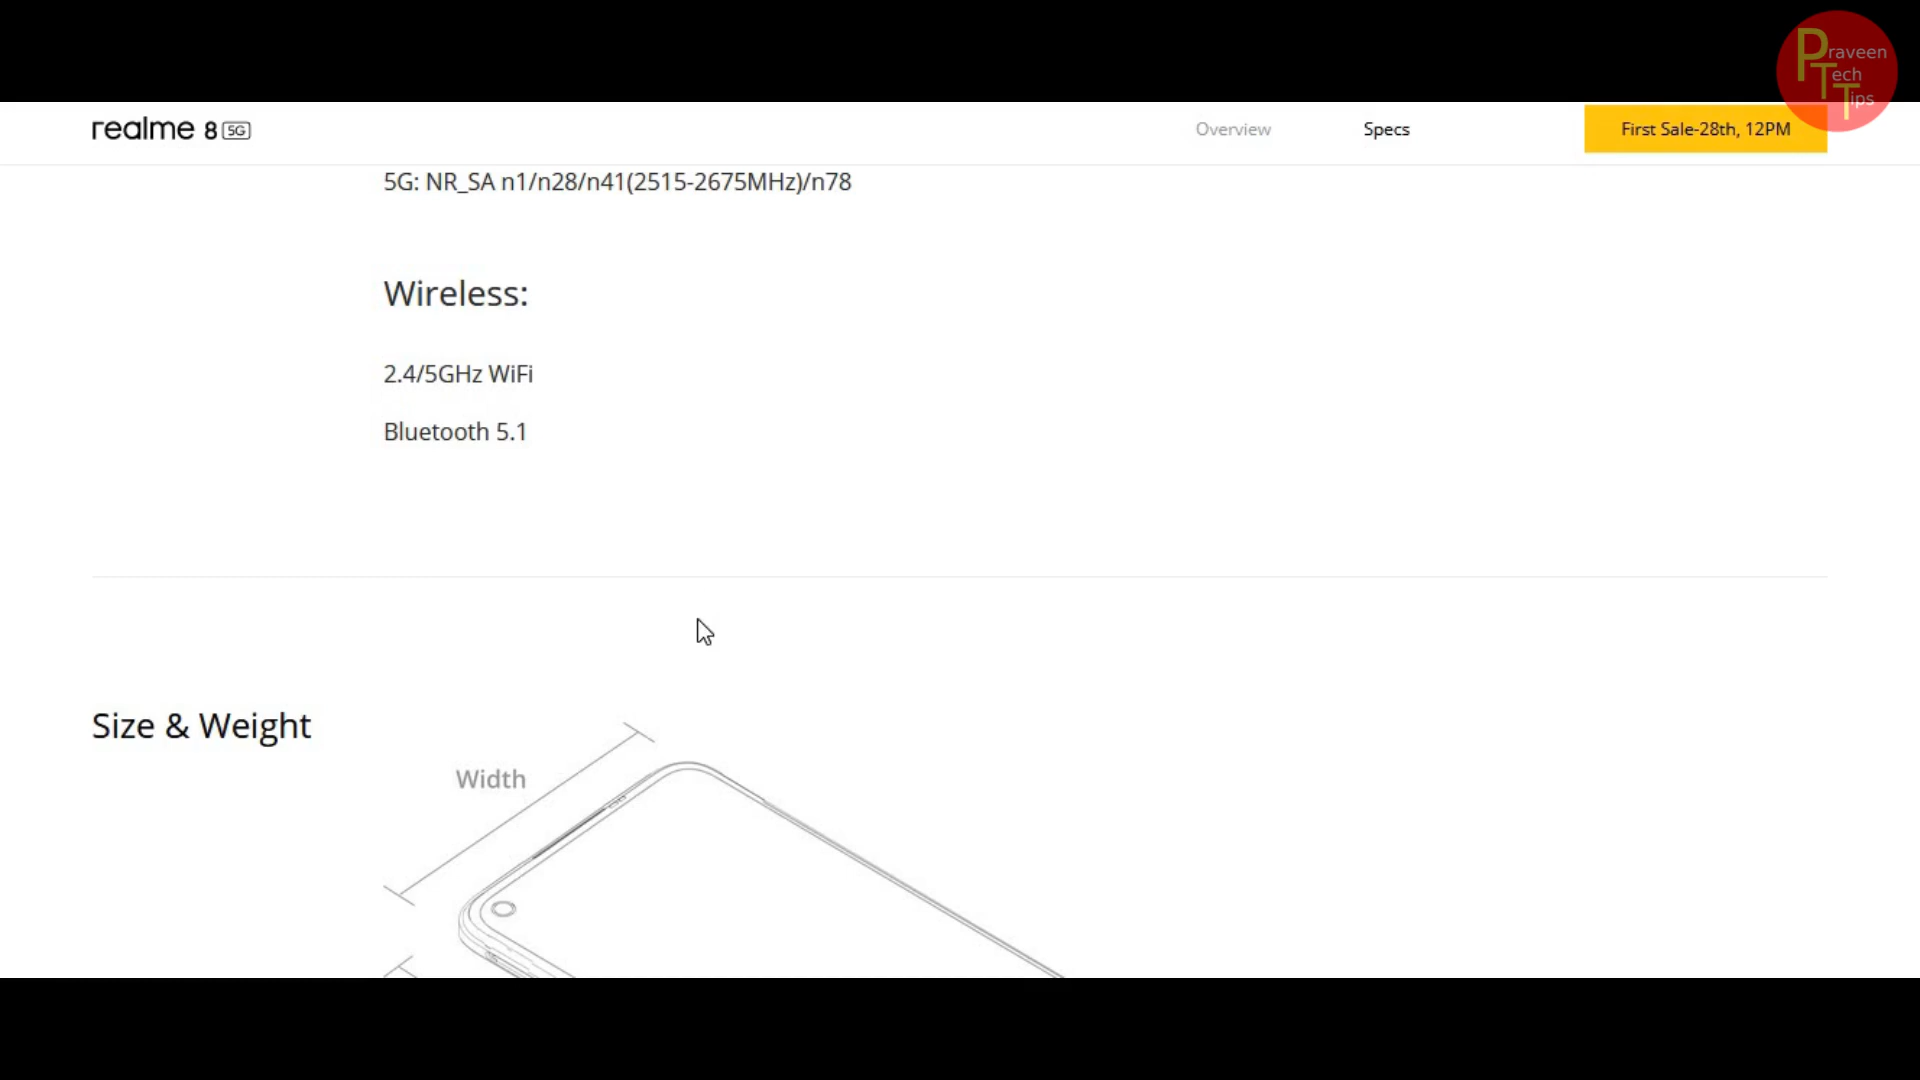 Praveen
Tech
Tips
realme 8 5G
Overview
Specs
First Sale-28th, 12PM
5G: NR_SA n1/n28/n41(2515-2675MHz)/n78
Wireless:
2.4/5GHz WiFi
Bluetooth 5.1
Size & Weight
Width